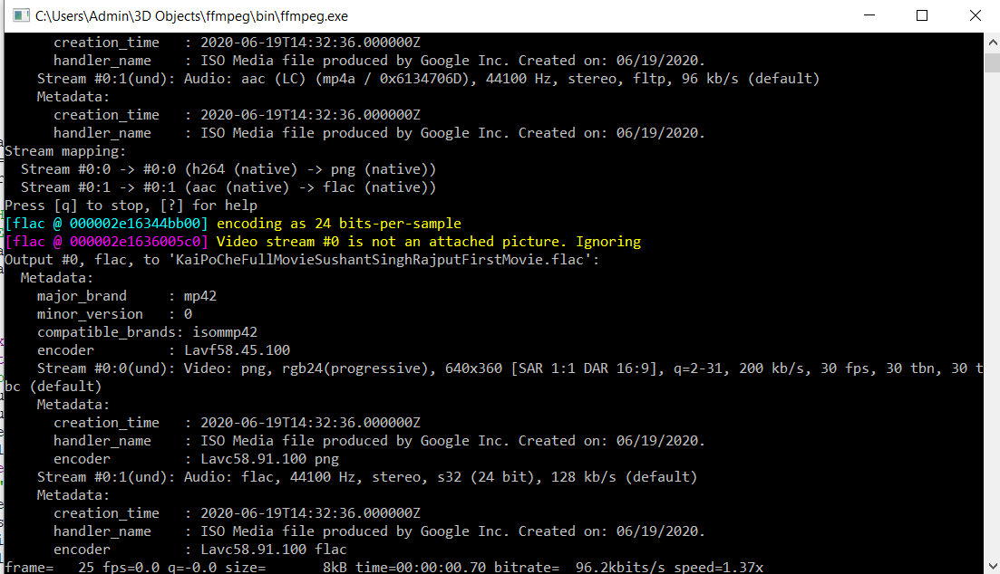 C:\Users\Admin\3D Objects\ffmpeg\bin\ffmpeg.exe
creation_time   : 2020-06-19T14:32:36.000000Z
handler_name    : ISO Media file produced by Google Inc. Created on: 06/19/2020.
Stream #0:1(und): Audio: aac (LC) (mp4a / 0x6134706D), 44100 Hz, stereo, fltp, 96 kb/s (default)
Metadata:
creation_time   : 2020-06-19T14:32:36.000000Z
handler_name    : ISO Media file produced by Google Inc. Created on: 06/19/2020.
Stream mapping:
Stream #0:0 -> #0:0 (h264 (native) -> png (native))
Stream #0:1 -> #0:1 (aac (native) -> flac (native))
Press [q] to stop, [?] for help
[flac @ 000002e16344bb00] encoding as 24 bits-per-sample
[flac @ 000002e1636005c0] Video stream #0 is not an attached picture. Ignoring
Output #0, flac, to 'KaiPoCheFullMovieSushantSinghRajputFirstMovie.flac':
Metadata:
major_brand     : mp42
minor_version   : 0
compatible_brands: isommp42
encoder         : Lavf58.45.100
Stream #0:0(und): Video: png, rgb24(progressive), 640x360 [SAR 1:1 DAR 16:9], q=2-31, 200 kb/s, 30 fps, 30 tbn, 30 t
bc (default)
Metadata:
creation_time   : 2020-06-19T14:32:36.000000Z
handler_name    : ISO Media file produced by Google Inc. Created on: 06/19/2020.
encoder         : Lavc58.91.100 png
Stream #0:1(und): Audio: flac, 44100 Hz, stereo, s32 (24 bit), 128 kb/s (default)
Metadata:
creation_time   : 2020-06-19T14:32:36.000000Z
handler_name    : ISO Media file produced by Google Inc. Created on: 06/19/2020.
encoder         : Lavc58.91.100 flac
frame=   25 fps=0.0 q=-0.0 size=       8kB time=00:00:00.70 bitrate=  96.2kbits/s speed=1.37x